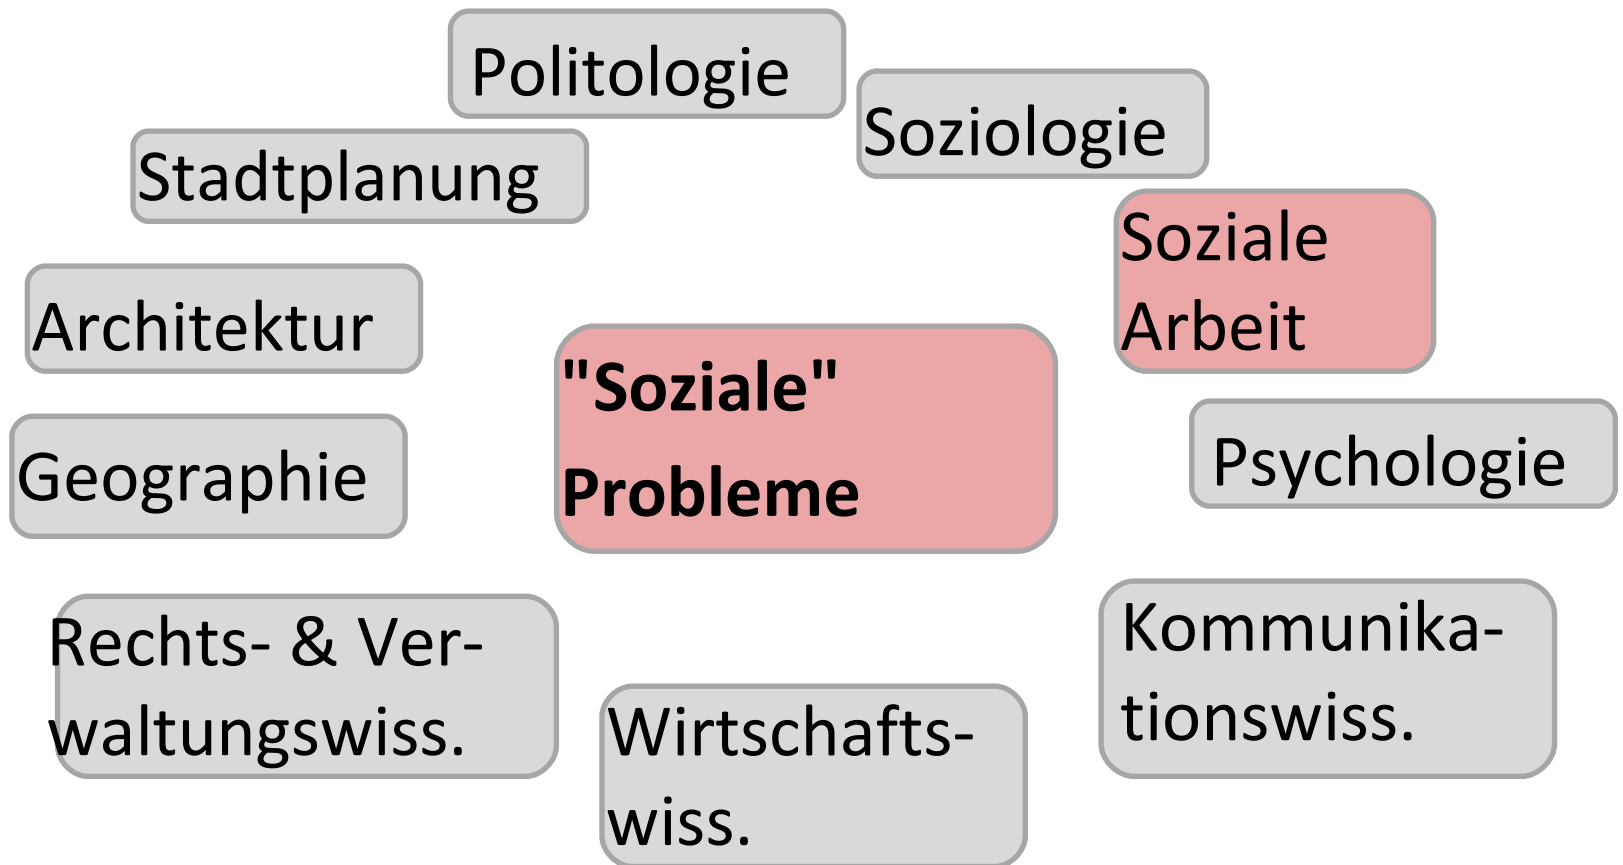 Politologie
Soziologie
Stadtplanung
Soziale
Arbeit
Architektur
"Soziale"
Probleme
Psychologie
Geographie
Rechts- & Ver-
waltungswiss.
Kommunika-
tionswiss.
Wirtschafts-
wiss.